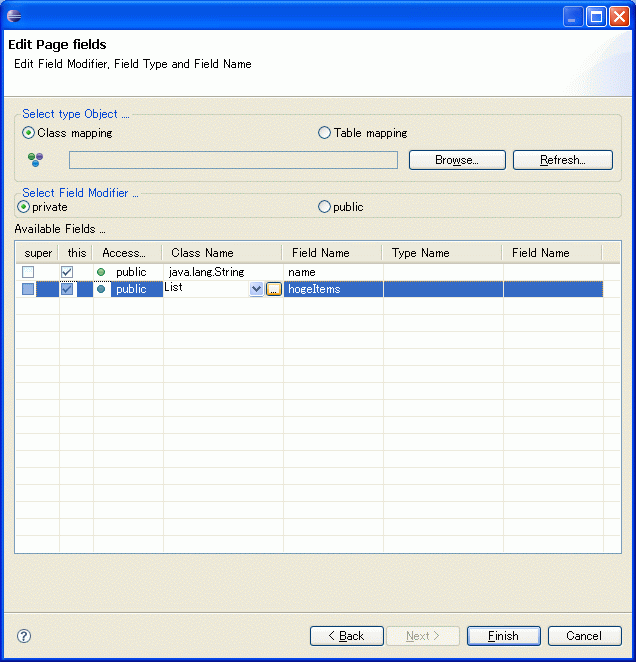 Edit Page fields
Edit Field Modifier, Field Type and Field Name
Select type Object ....
Class mapping Table mapping
Browse... Refresh...
Select Field Modifier ...
private public
Available Fields ...
super this Access... Class Name Field Name Type Name Field Name
public java.lang.String name
public List ... hogeItems
? < Back Next > Finish Cancel